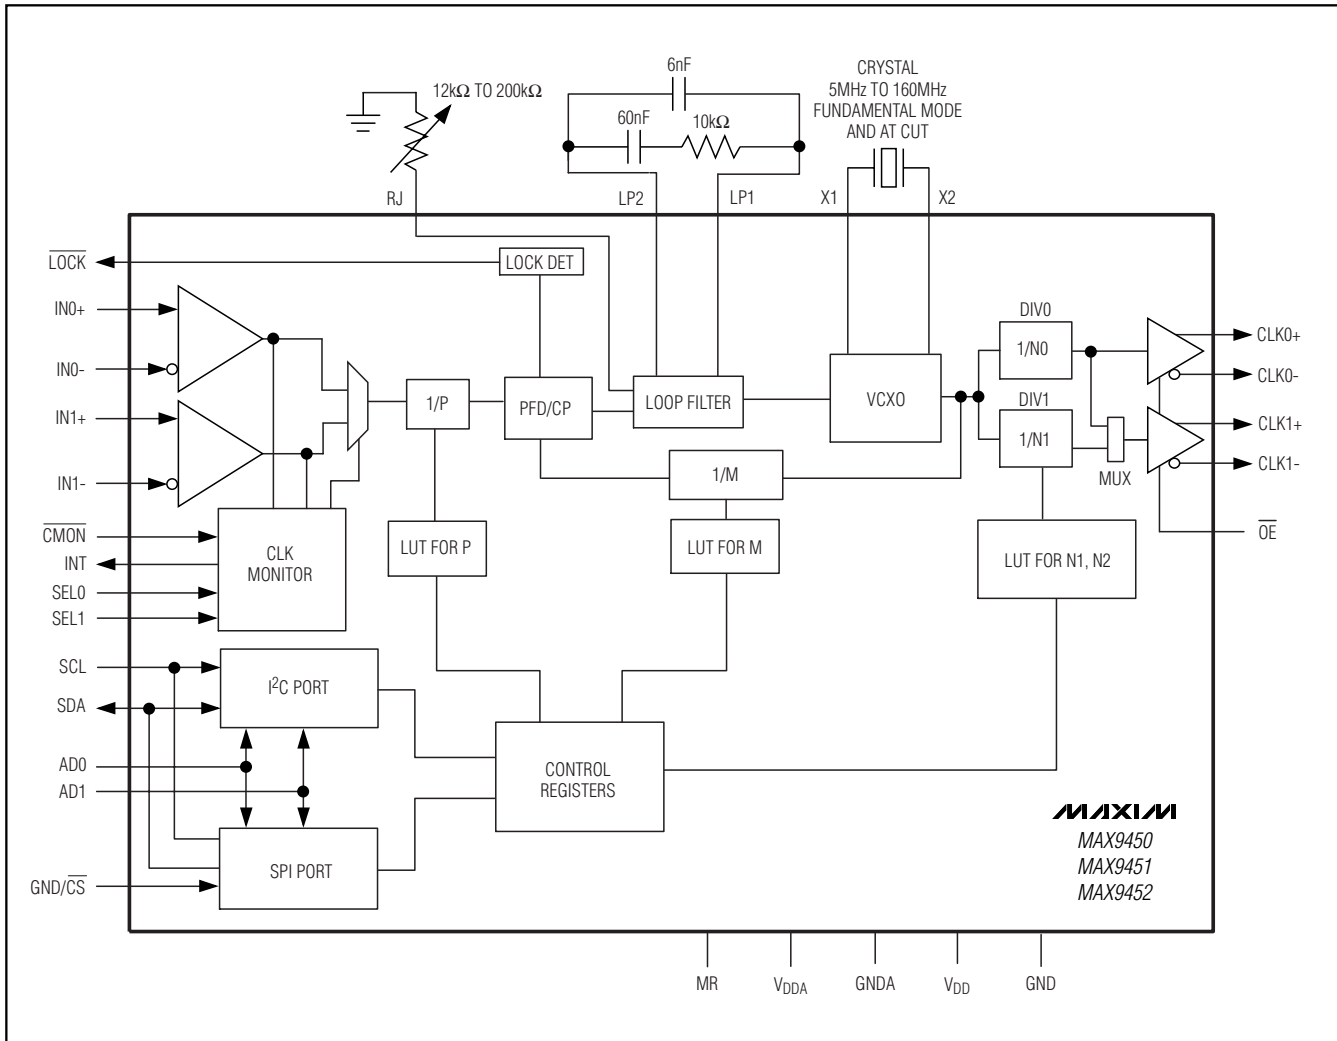 6nF
CRYSTAL
5MHz TO 160MHz
FUNDAMENTAL MODE
AND AT CUT
12kΩ TO 200kΩ
60nF
10kΩ
RJ
LP2
LP1
X1
X2
LOCK
LOCK DET
IN0+
IN0-
IN1+
IN1-
1/P
PFD/CP
LOOP FILTER
VCXO
DIV0
1/N0
DIV1
1/N1
MUX
CLK0+
CLK0-
CLK1+
CLK1-
OE
1/M
CMON
INT
SEL0
SEL1
CLK
MONITOR
LUT FOR P
LUT FOR M
LUT FOR N1, N2
SCL
SDA
AD0
AD1
GND/CS
I²C PORT
SPI PORT
CONTROL
REGISTERS
MAXIM
MAX9450
MAX9451
MAX9452
MR
VDDA
GNDA
VDD
GND